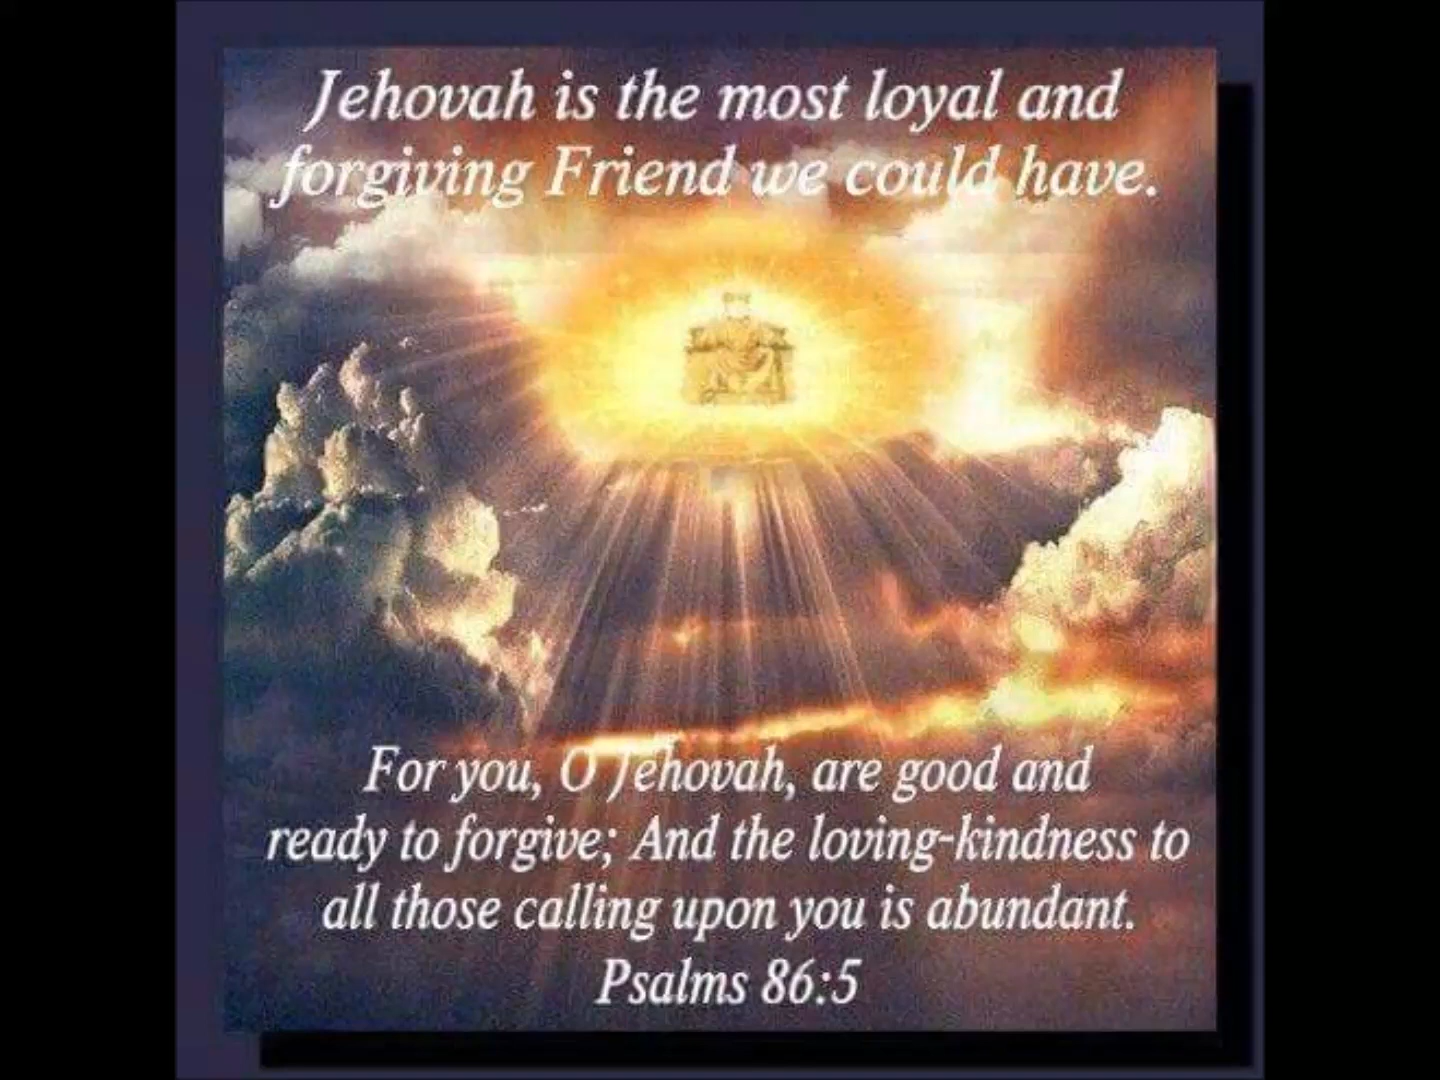 Jehovah is the most loyal and
forgiving Friend we could have.
For you, O Jehovah, are good and
ready to forgive; And the loving-kindness to
all those calling upon you is abundant.
Psalms 86:5